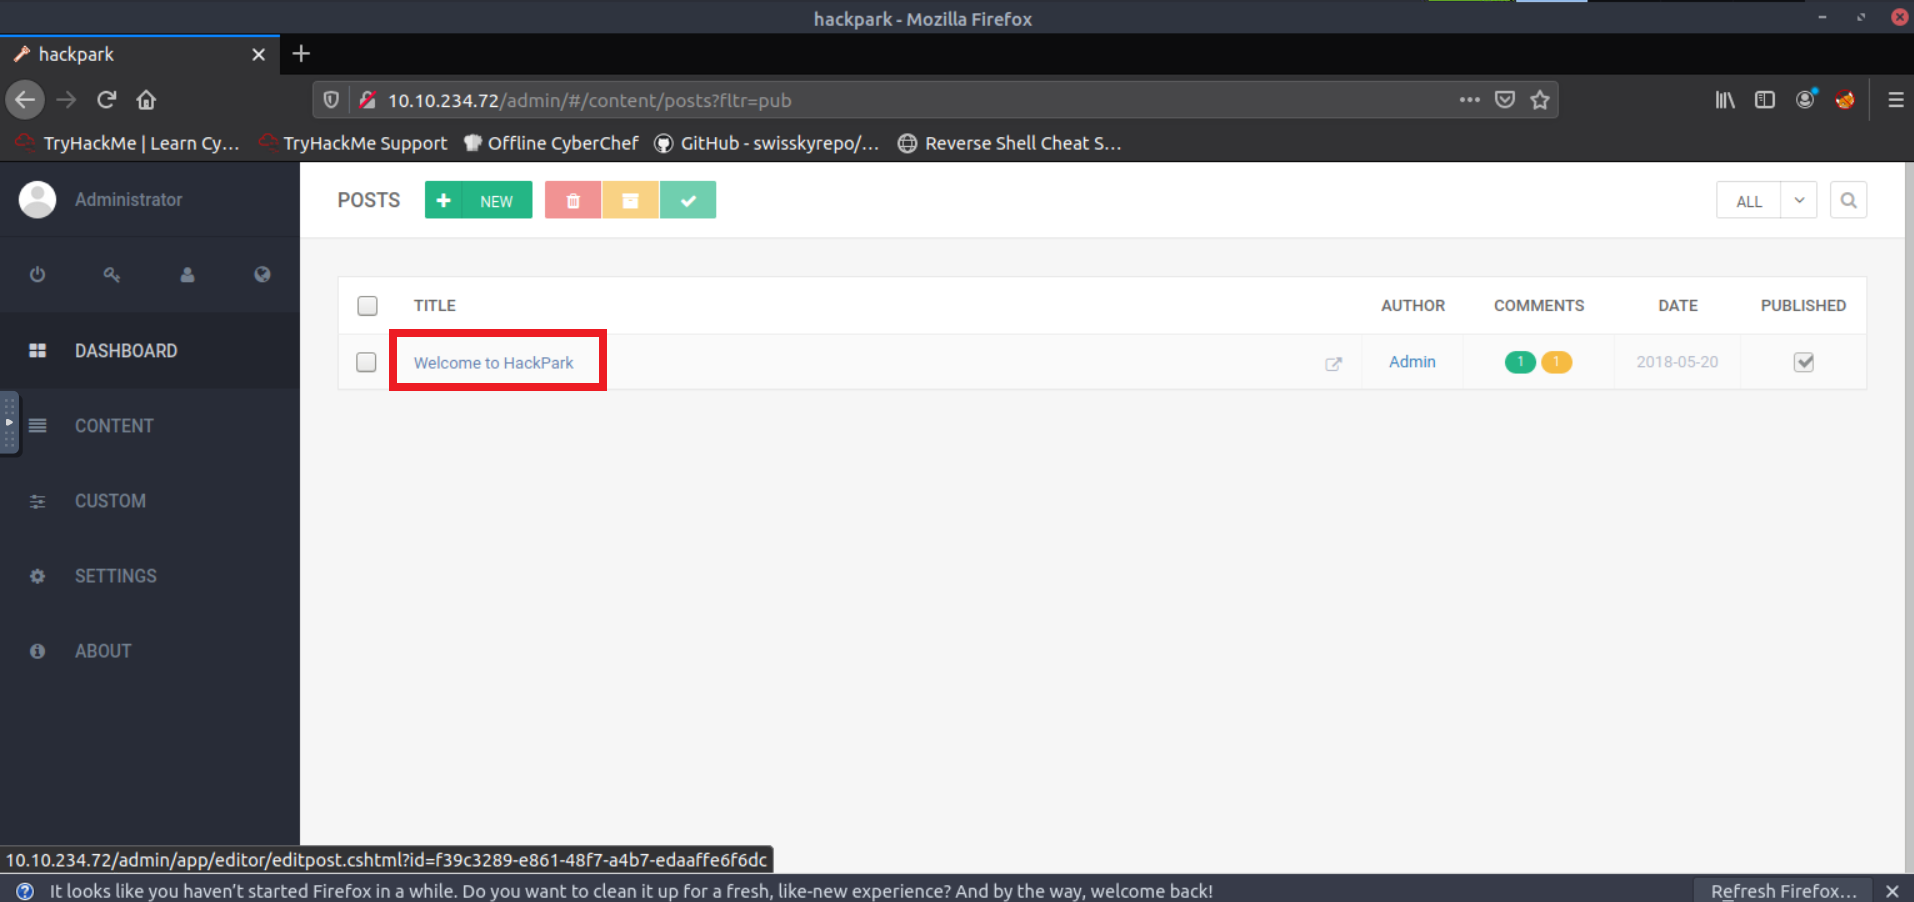 hackpark - Mozilla Firefox
hackpark
10.10.234.72/admin/#/content/posts?fltr=pub
TryHackMe | Learn Cy… TryHackMe Support Offline CyberChef GitHub - swisskyrepo/… Reverse Shell Cheat S…
Administrator
POSTS NEW ALL
TITLE AUTHOR COMMENTS DATE PUBLISHED
Welcome to HackPark Admin 1 1 2018-05-20
DASHBOARD
CONTENT
CUSTOM
SETTINGS
ABOUT
10.10.234.72/admin/app/editor/editpost.cshtml?id=f39c3289-e861-48f7-a4b7-edaaffe6f6dc
It looks like you haven't started Firefox in a while. Do you want to clean it up for a fresh, like-new experience? And by the way, welcome back! Refresh Firefox…